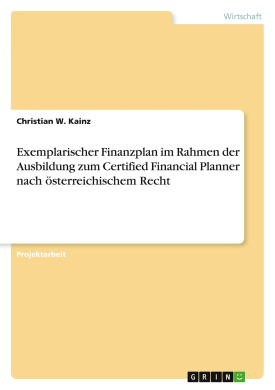 Wirtschaft
Christian W. Kainz
Exemplarischer Finanzplan im Rahmen der
Ausbildung zum Certified Financial Planner
nach österreichischem Recht
Projektarbeit
GRIN